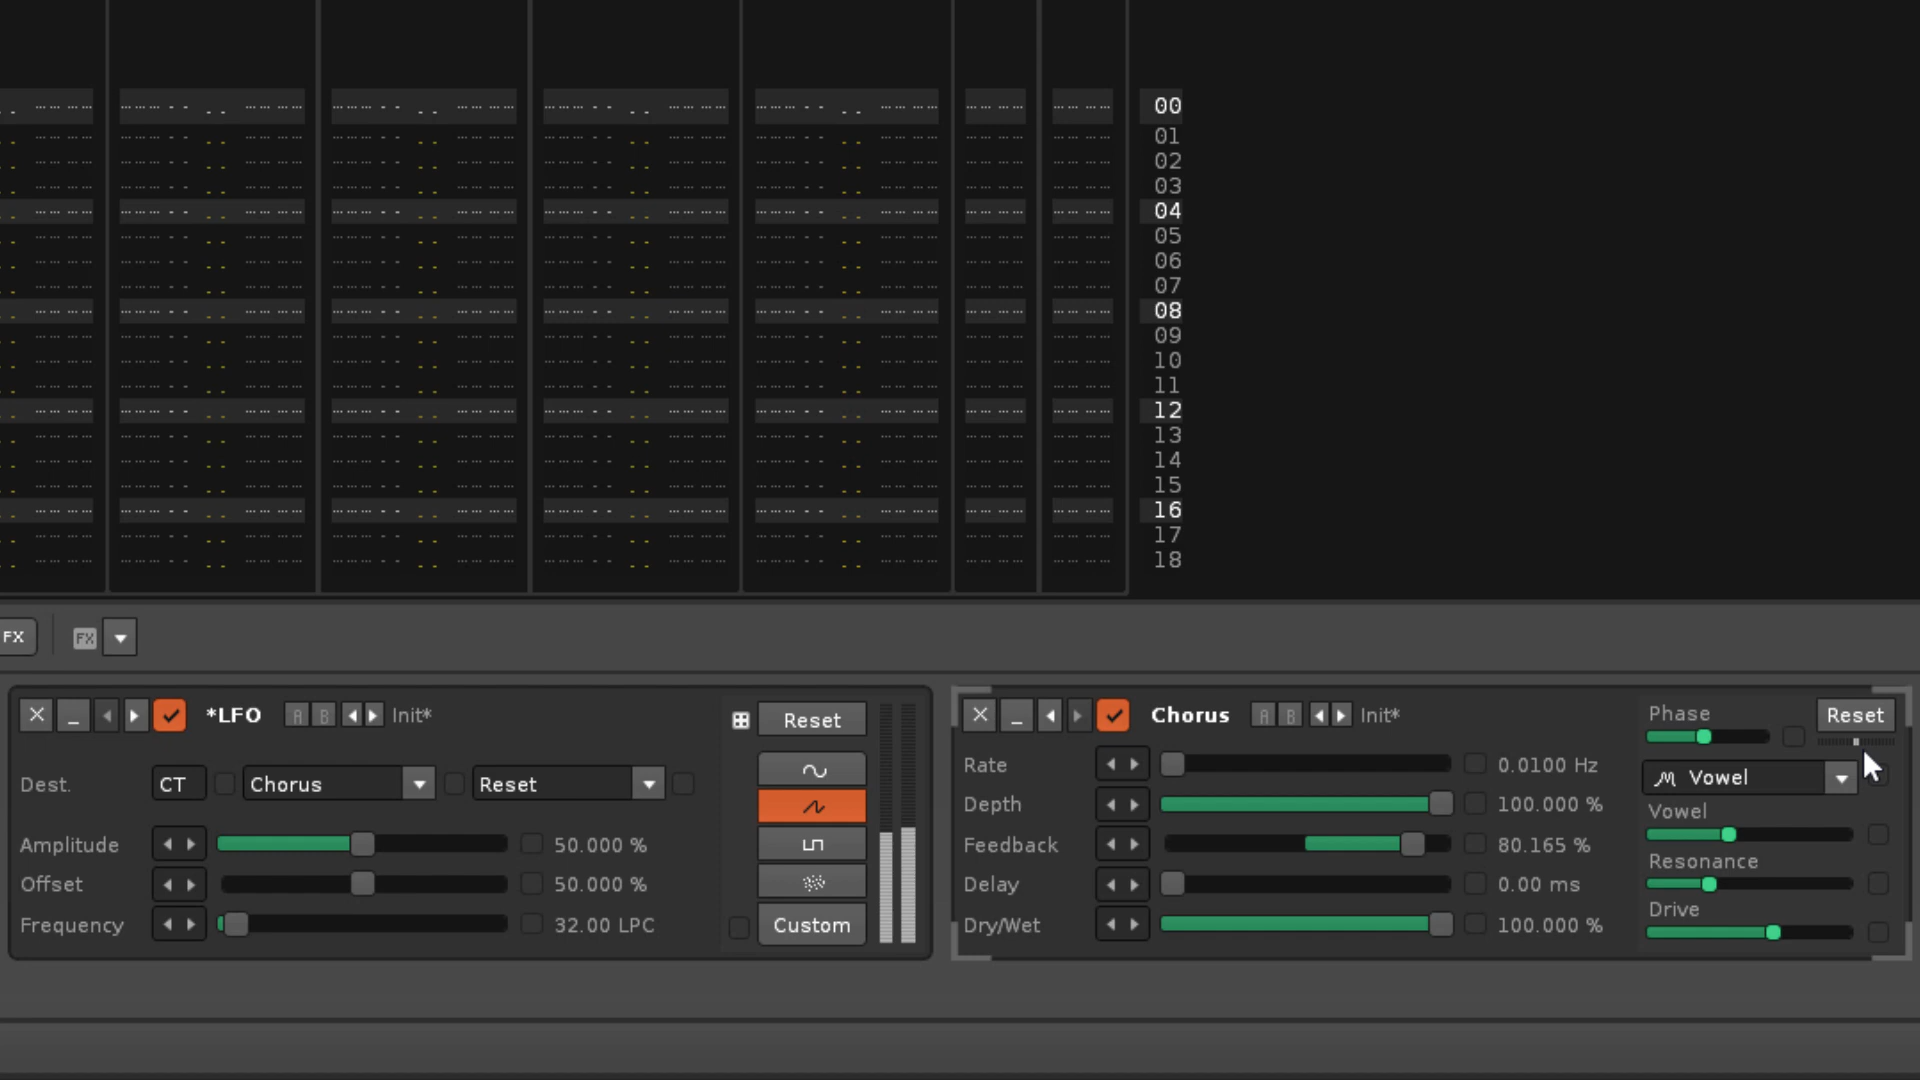 00
01
02
03
04
05
06
07
08
09
10
11
12
13
14
15
16
17
18
FX FX
*LFO A B Init* Reset
Dest. CT Chorus Reset
Amplitude 50.000 %
Offset 50.000 %
Frequency 32.00 LPC
Custom
Chorus A B Init*
Rate 0.0100 Hz
Depth 100.000 %
Feedback 80.165 %
Delay 0.00 ms
Dry/Wet 100.000 %
Phase Reset
Vowel
Vowel
Resonance
Drive